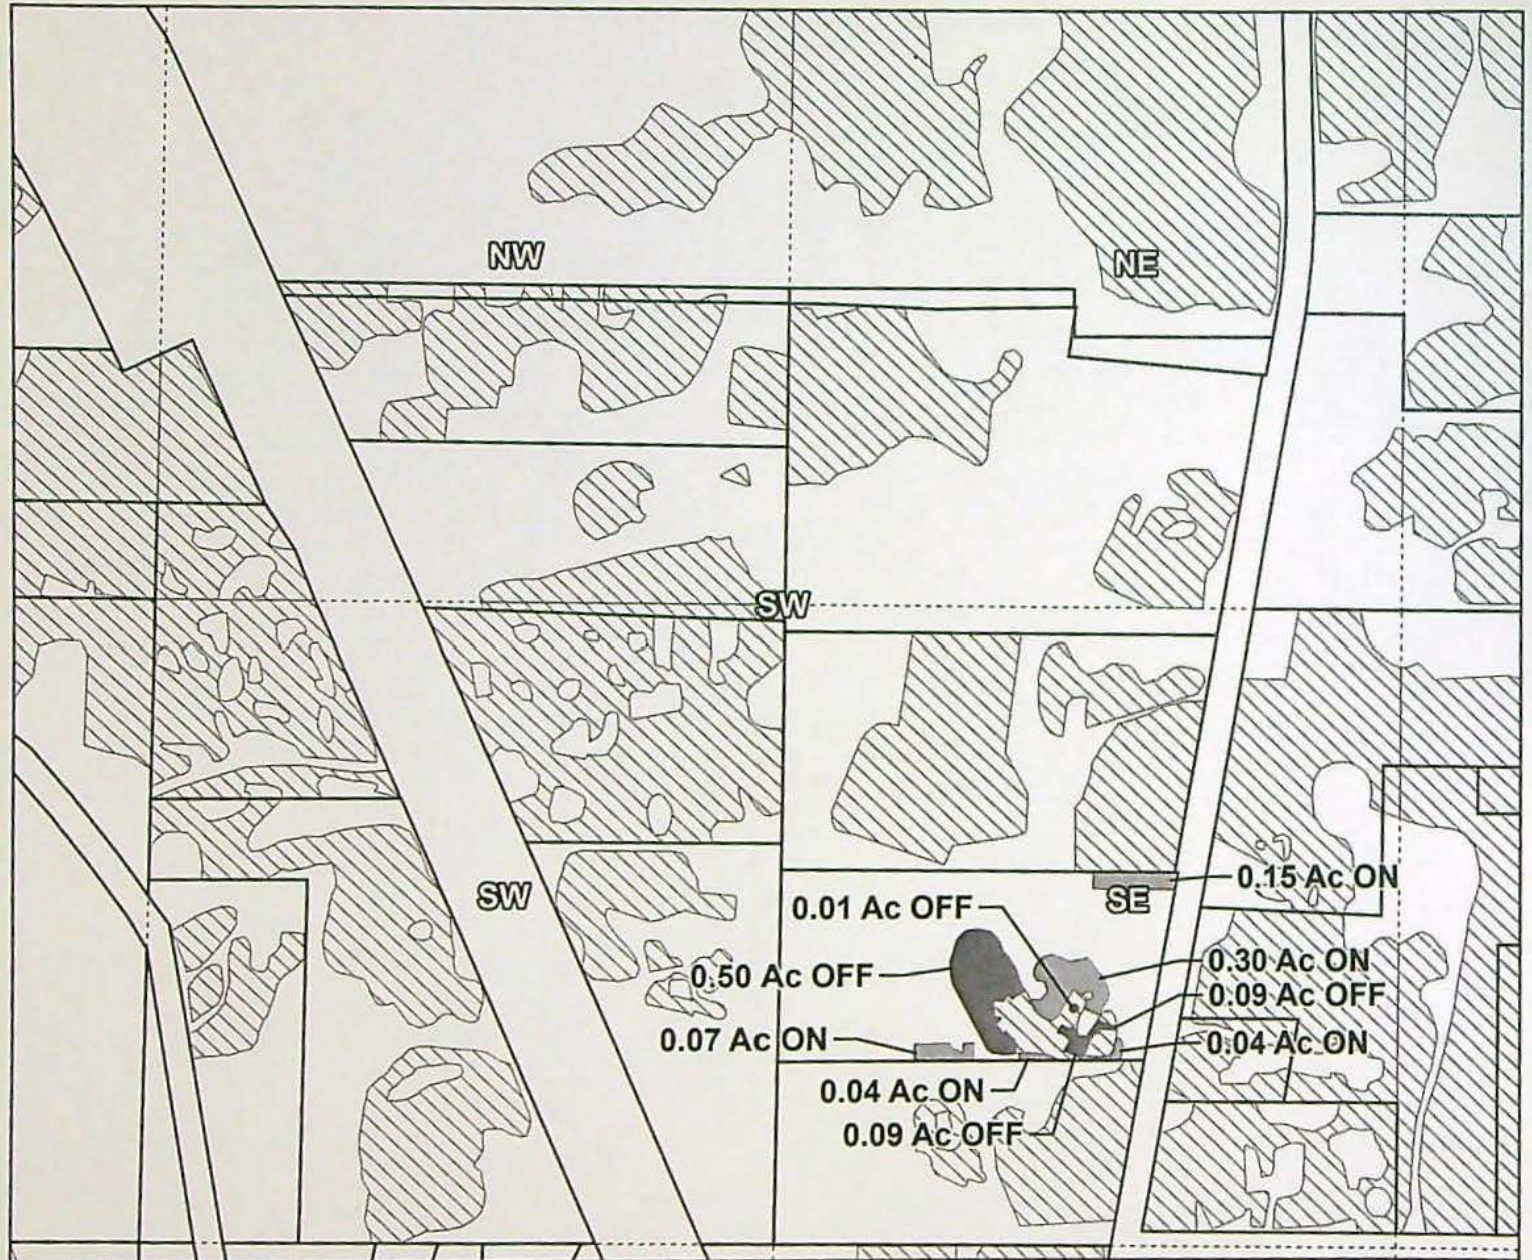 NW
NE
SW
SW
SE
0.15 Ac ON
0.01 Ac OFF
0.50 Ac OFF
0.30 Ac ON
0.09 Ac OFF
0.07 Ac ON
0.04 Ac ON
0.04 Ac ON
0.09 Ac OFF